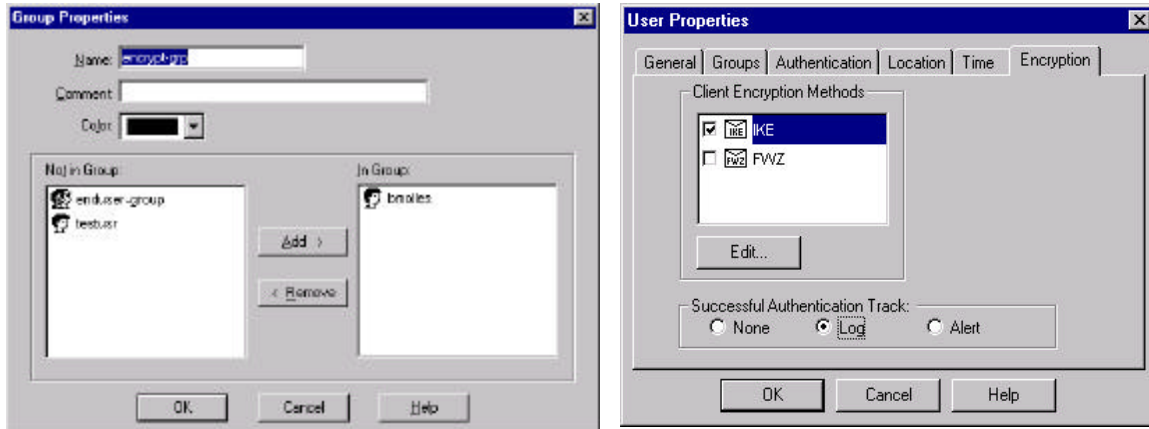 Group Properties
Name: encrypt-grp
Comment:
Color:
Not in Group:
In Group:
enduser-group
testusr
bmolles
Add >
< Remove
OK
Cancel
Help
User Properties
General
Groups
Authentication
Location
Time
Encryption
Client Encryption Methods
IKE IKE
FWZ FWZ
Edit...
Successful Authentication Track:
None
Log
Alert
OK
Cancel
Help